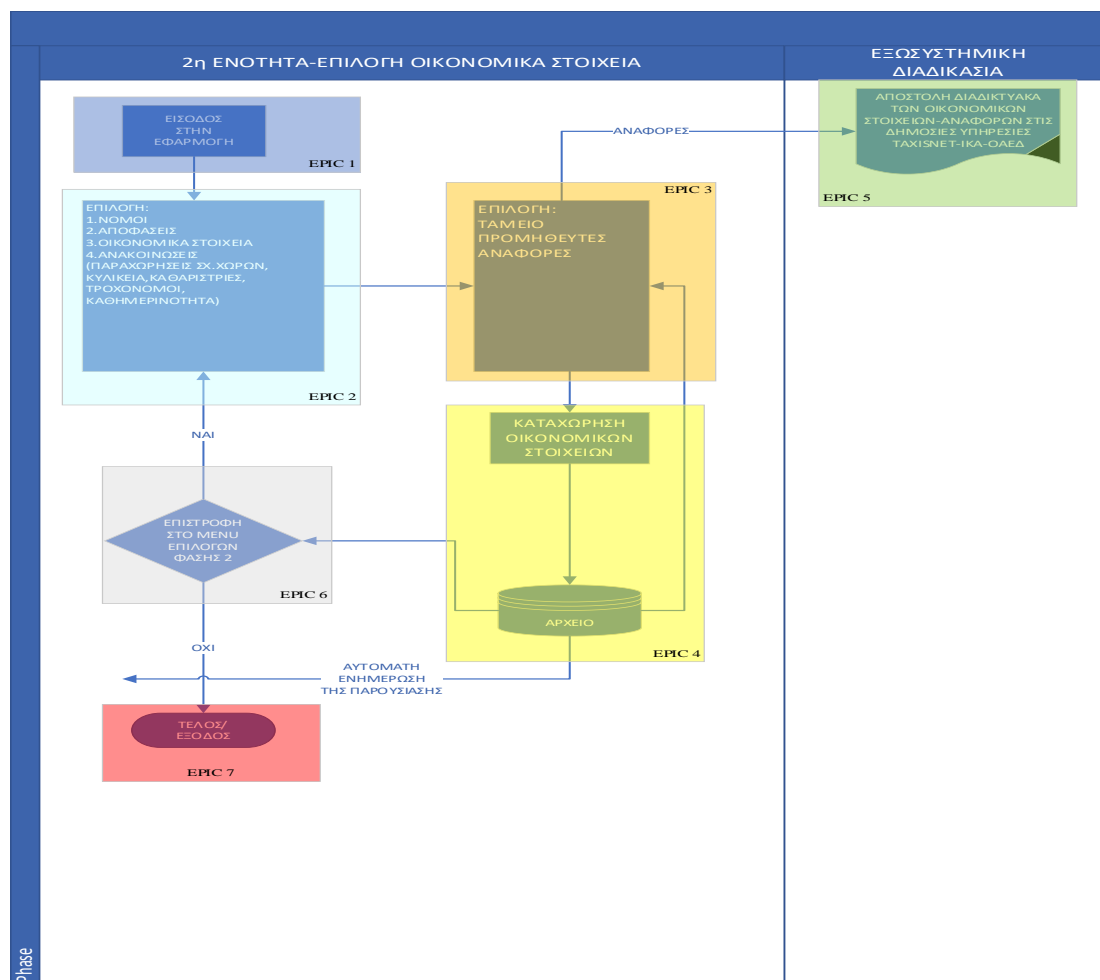 2η ΕΝΟΤΗΤΑ-ΕΠΙΛΟΓΗ ΟΙΚΟΝΟΜΙΚΑ ΣΤΟΙΧΕΙΑ
ΕΞΩΣΥΣΤΗΜΙΚΗ
ΔΙΑΔΙΚΑΣΙΑ
ΕΙΣΟΔΟΣ
ΣΤΗΝ
ΕΦΑΡΜΟΓΗ
EPIC 1
ΕΠΙΛΟΓΗ:
1.ΝΟΜΟΙ
2.ΑΠΟΦΑΣΕΙΣ
3.ΟΙΚΟΝΟΜΙΚΑ ΣΤΟΙΧΕΙΑ
4.ΑΝΑΚΟΙΝΩΣΕΙΣ
(ΠΑΡΑΧΩΡΗΣΕΙΣ ΣΧ.ΧΩΡΩΝ,
ΚΥΛΙΚΕΙΑ,ΚΑΘΑΡΙΣΤΡΙΕΣ,
ΤΡΟΧΟΝΟΜΟΙ,
ΚΑΘΗΜΕΡΙΝΟΤΗΤΑ)
EPIC 2
EPIC 3
ΕΠΙΛΟΓΗ:
ΤΑΜΕΙΟ
ΠΡΟΜΗΘΕΥΤΕΣ
ΑΝΑΦΟΡΕΣ
ΑΝΑΦΟΡΕΣ
ΑΠΟΣΤΟΛΗ ΔΙΑΔΙΚΤΥΑΚΑ
ΤΩΝ ΟΙΚΟΝΟΜΙΚΩΝ
ΣΤΟΙΧΕΙΩΝ-ΑΝΑΦΟΡΩΝ ΣΤΙΣ
ΔΗΜΟΣΙΕΣ ΥΠΗΡΕΣΙΕΣ
TAXISNET-ΙΚΑ-ΟΑΕΔ
EPIC 5
ΚΑΤΑΧΩΡΗΣΗ
ΟΙΚΟΝΟΜΙΚΩΝ
ΣΤΟΙΧΕΙΩΝ
ΑΡΧΕΙΟ
EPIC 4
ΝΑΙ
ΕΠΙΣΤΡΟΦΗ
ΣΤΟ MENU
ΕΠΙΛΟΓΩΝ
ΦΑΣΗΣ 2
EPIC 6
ΟΧΙ
ΑΥΤΟΜΑΤΗ
ΕΝΗΜΕΡΩΣΗ
ΤΗΣ ΠΑΡΟΥΣΙΑΣΗΣ
ΤΕΛΟΣ/
ΕΞΟΔΟΣ
EPIC 7
Phase